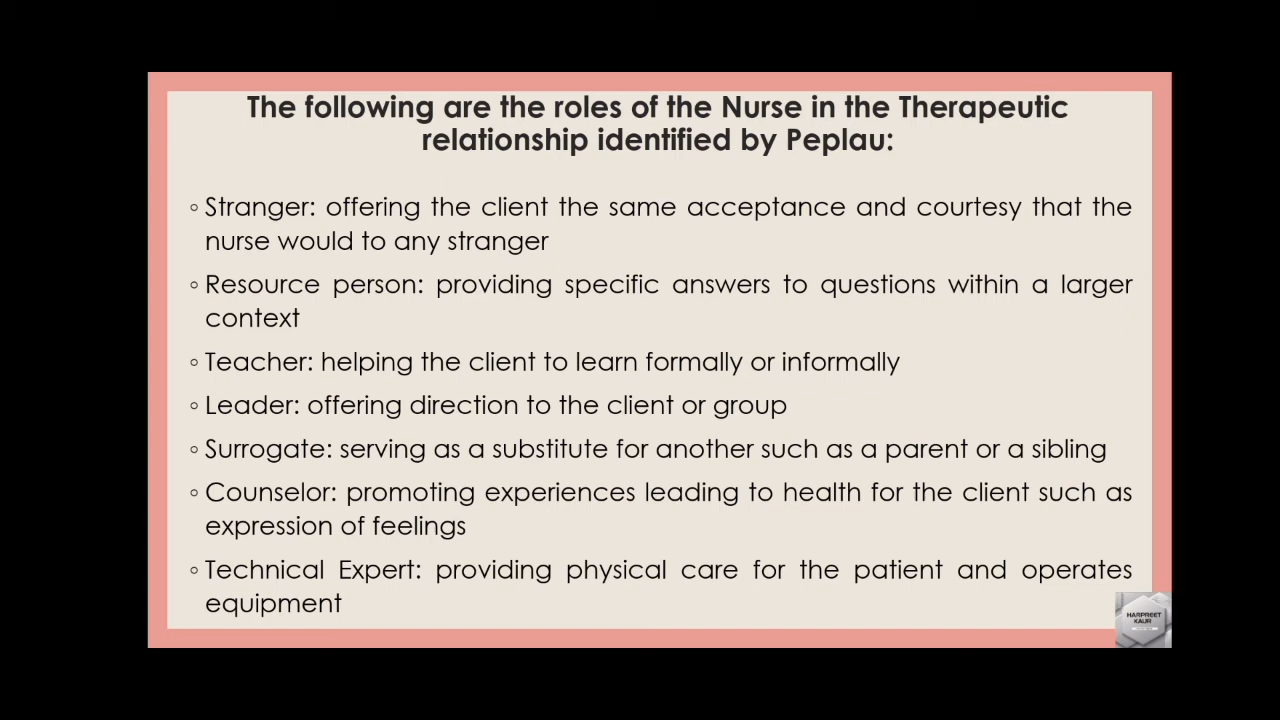 The following are the roles of the Nurse in the Therapeutic
relationship identified by Peplau:
◦ Stranger: offering the client the same acceptance and courtesy that the
nurse would to any stranger
◦ Resource person: providing specific answers to questions within a larger
context
◦ Teacher: helping the client to learn formally or informally
◦ Leader: offering direction to the client or group
◦ Surrogate: serving as a substitute for another such as a parent or a sibling
◦ Counselor: promoting experiences leading to health for the client such as
expression of feelings
◦ Technical Expert: providing physical care for the patient and operates
equipment
HARPREET
KAUR